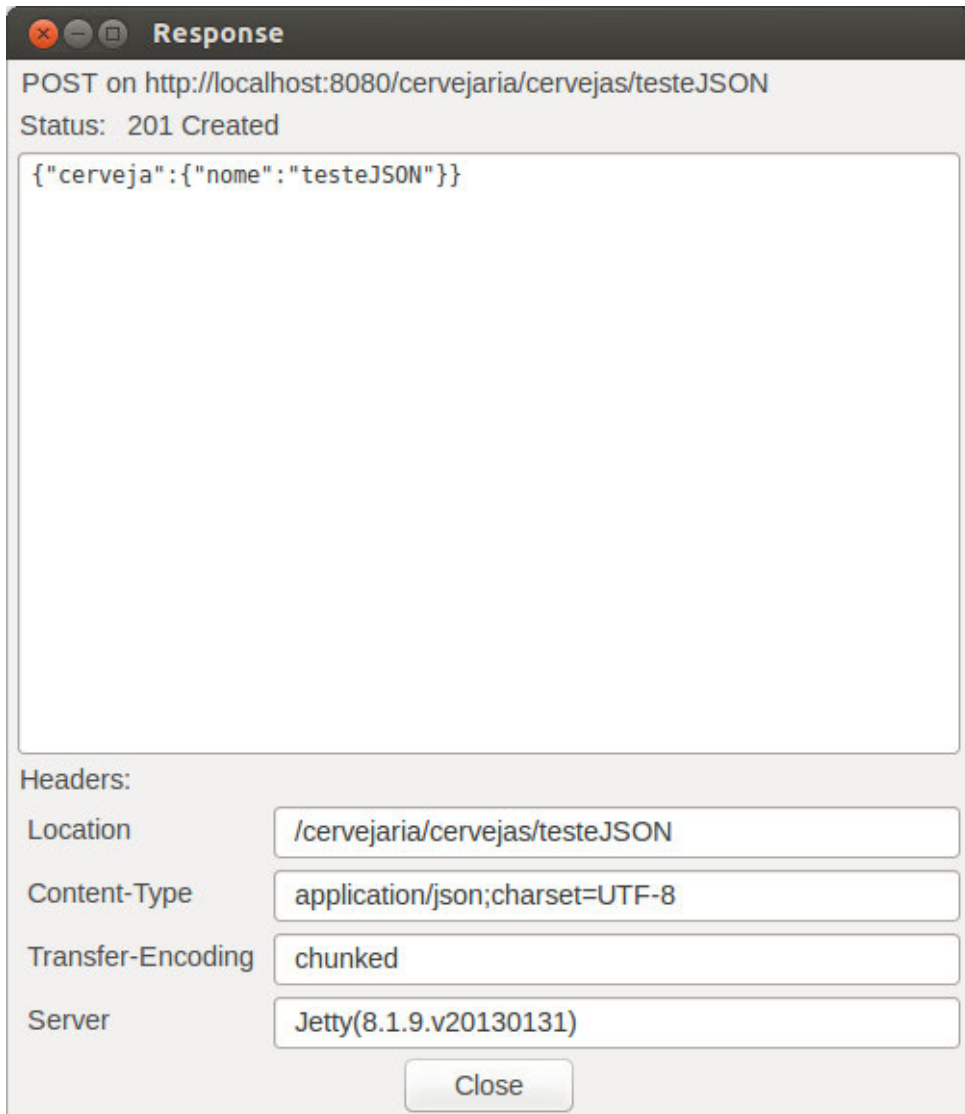 Response
POST on http://localhost:8080/cervejaria/cervejas/testeJSON
Status: 201 Created
{"cerveja":{"nome":"testeJSON"}}
Headers:
Location /cervejaria/cervejas/testeJSON
Content-Type application/json;charset=UTF-8
Transfer-Encoding chunked
Server Jetty(8.1.9.v20130131)
Close